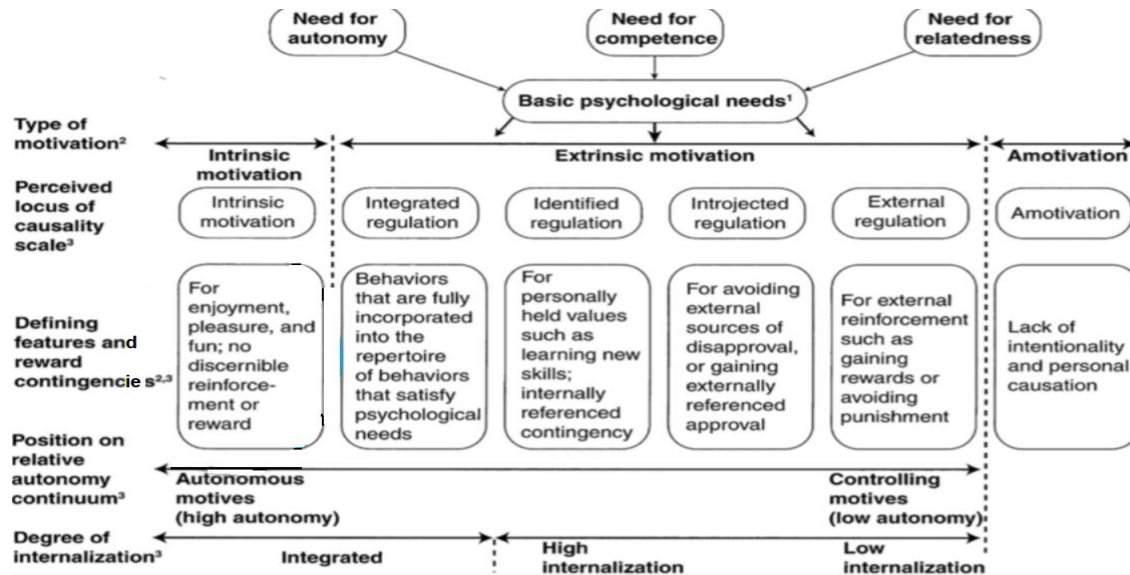 Need for
autonomy
Need for
competence
Need for
relatedness
Basic psychological needs¹
Type of
motivation²
Intrinsic
motivation
Extrinsic motivation
Amotivation
Perceived
locus of
causality
scale³
Intrinsic
motivation
Integrated
regulation
Identified
regulation
Introjected
regulation
External
regulation
Amotivation
Defining
features and
reward
contingencies²,³
For
enjoyment,
pleasure, and
fun; no
discernible
reinforce-
ment or
reward
Behaviors
that are fully
incorporated
into the
repertoire
of behaviors
that satisfy
psychological
needs
For
personally
held values
such as
learning new
skills;
internally
referenced
contingency
For avoiding
external
sources of
disapproval,
or gaining
externally
referenced
approval
For external
reinforcement
such as
gaining
rewards or
avoiding
punishment
Lack of
intentionality
and personal
causation
Position on
relative
autonomy
continuum³
Autonomous
motives
(high autonomy)
Controlling
motives
(low autonomy)
Degree of
internalization³
Integrated
High
internalization
Low
internalization